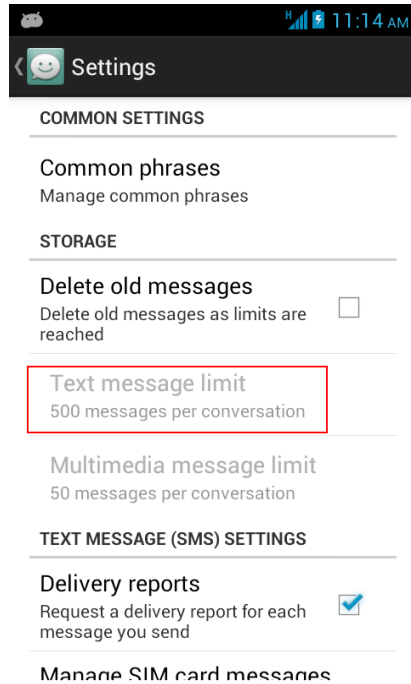 H 11:14 AM
Settings
COMMON SETTINGS
Common phrases
Manage common phrases
STORAGE
Delete old messages
Delete old messages as limits are
reached
Text message limit
500 messages per conversation
Multimedia message limit
50 messages per conversation
TEXT MESSAGE (SMS) SETTINGS
Delivery reports
Request a delivery report for each
message you send
Manage SIM card messages